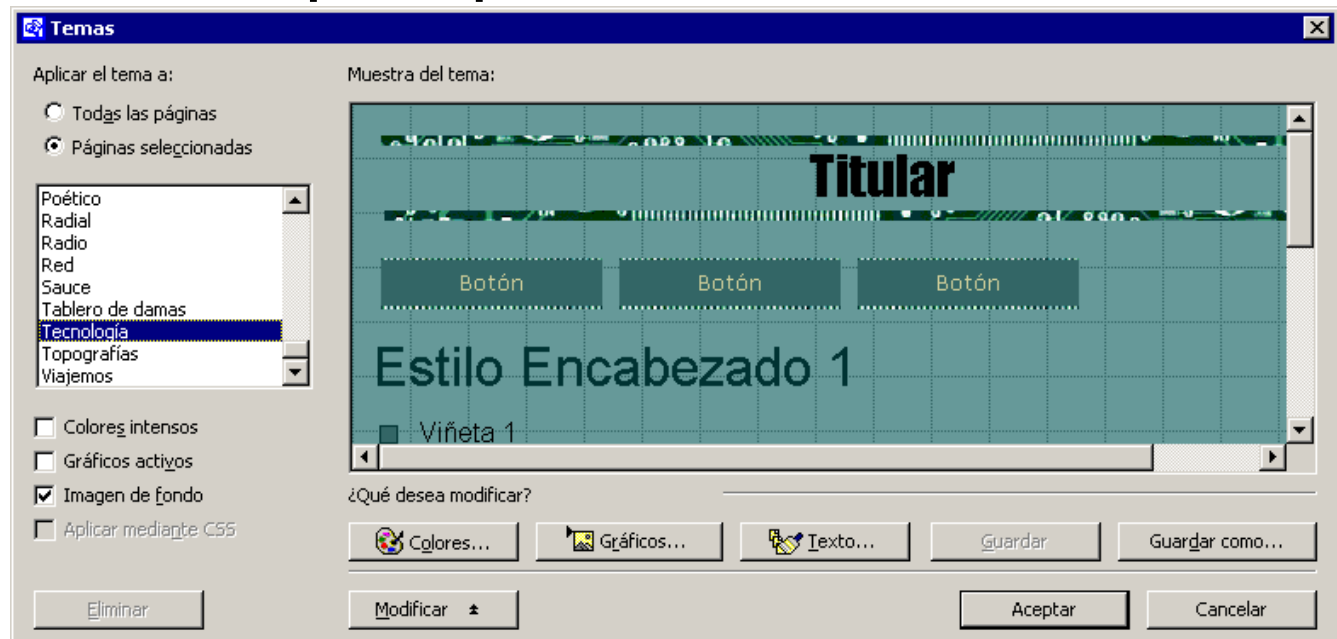 Temas
Aplicar el tema a:
Todas las páginas
Páginas seleccionadas
Poético
Radial
Radio
Red
Sauce
Tablero de damas
Tecnología
Topografías
Viajemos
Colores intensos
Gráficos activos
Imagen de fondo
Aplicar mediante CSS
Eliminar
Muestra del tema:
Titular
Botón Botón Botón
Estilo Encabezado 1
Viñeta 1
¿Qué desea modificar?
Colores... Gráficos... Texto... Guardar Guardar como...
Modificar Aceptar Cancelar